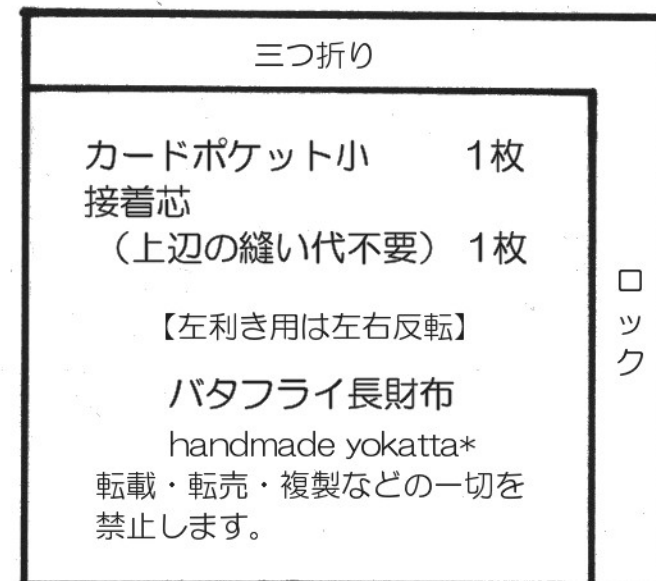 三つ折り
カードポケット小 1枚
接着芯
(上辺の縫い代不要) 1枚
【左利き用は左右反転】
バタフライ長財布
handmade yokatta*
転載・転売・複製などの一切を
禁止します。
ロック